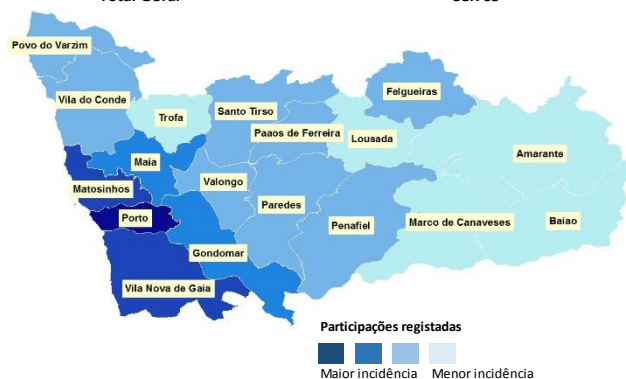 Povo do Varzim
Vila do Conde
Trofa
Santo Tirso
Felgueiras
Paaos de Ferreira
Lousada
Amarante
Maia
Matosinhos
Valongo
Paredes
Porto
Penafiel
Marco de Canaveses
Baiao
Gondomar
Vila Nova de Gaia
Participações registadas
Maior incidência Menor incidência